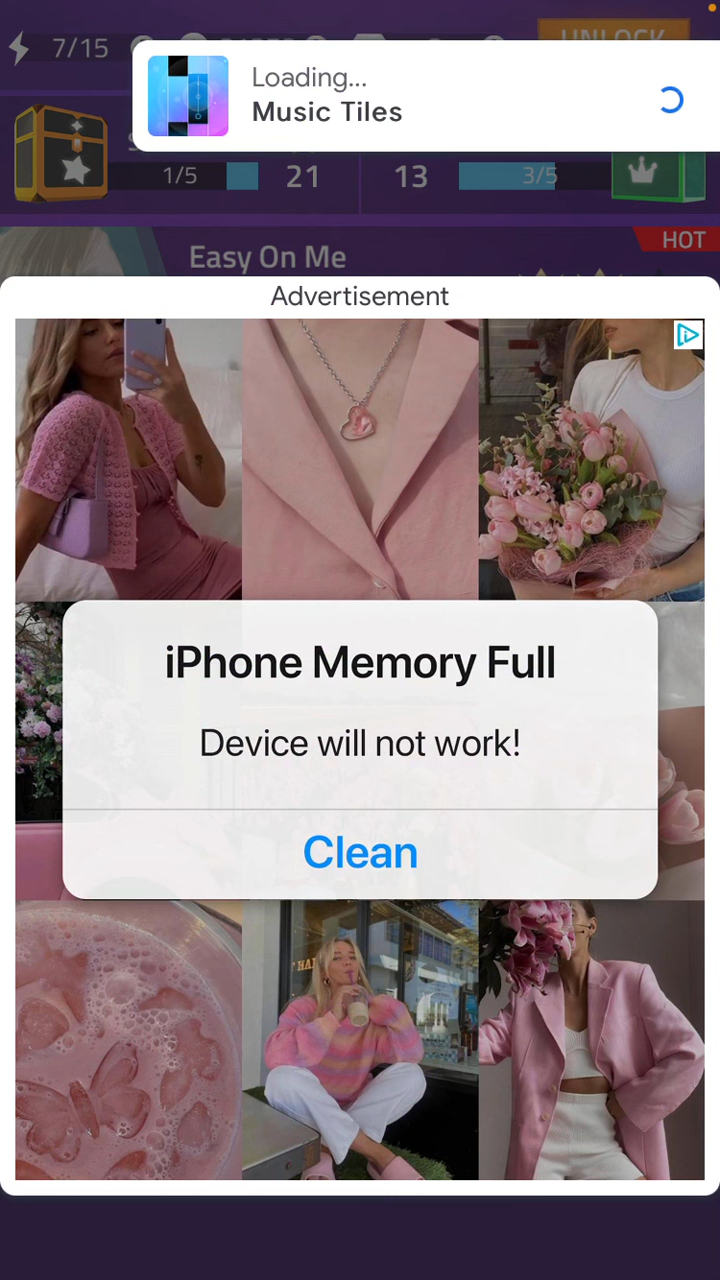 7/15
UNLOCK
Loading...
Music Tiles
1/5
21
13
3/5
HOT
Easy On Me
Advertisement
iPhone Memory Full
Device will not work!
Clean